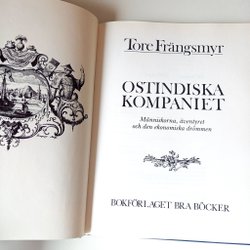 Tore Frängsmyr
OSTINDISKA
KOMPANIET
Människorna, äventyret
och den ekonomiska drömmen
BOKFÖRLAGET BRA BÖCKER